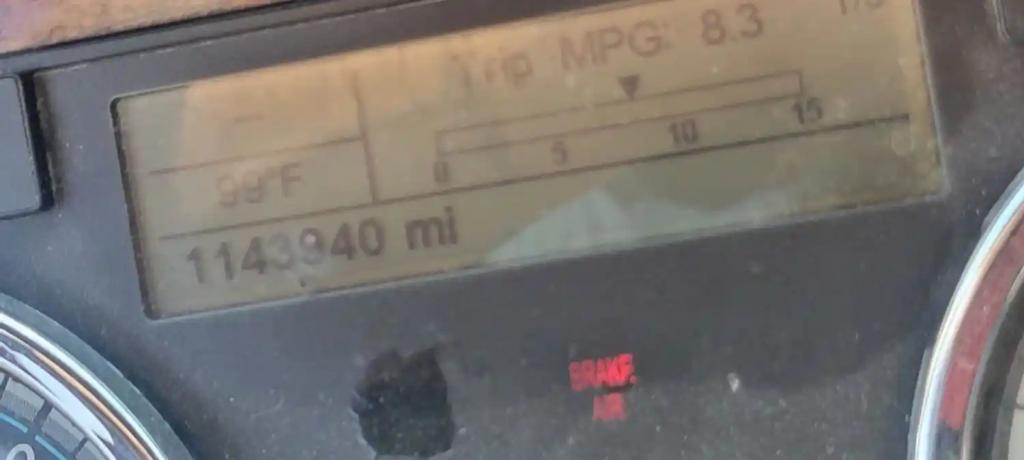 Trip MPG: 8.3
0 5 10 15
99°F
1143940 mi
BRAKE
AIR